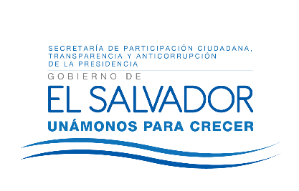 SECRETARÍA DE PARTICIPACIÓN CIUDADANA,
TRANSPARENCIA Y ANTICORRUPCIÓN
DE LA PRESIDENCIA
GOBIERNO DE
EL SALVADOR
UNÁMONOS PARA CRECER